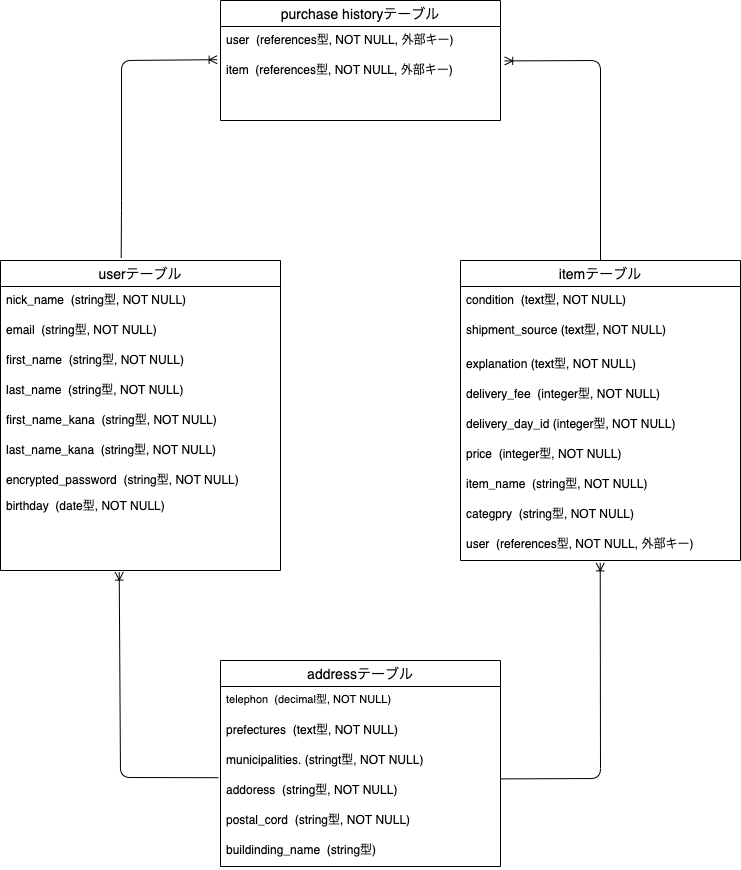 purchase historyテーブル
user (references型, NOT NULL, 外部キー)
item (references型, NOT NULL, 外部キー)
userテーブル
nick_name (string型, NOT NULL)
email (string型, NOT NULL)
first_name (string型, NOT NULL)
last_name (string型, NOT NULL)
first_name_kana (string型, NOT NULL)
last_name_kana (string型, NOT NULL)
encrypted_password (string型, NOT NULL)
birthday (date型, NOT NULL)
itemテーブル
condition (text型, NOT NULL)
shipment_source (text型, NOT NULL)
explanation (text型, NOT NULL)
delivery_fee (integer型, NOT NULL)
delivery_day_id (integer型, NOT NULL)
price (integer型, NOT NULL)
item_name (string型, NOT NULL)
categpry (string型, NOT NULL)
user (references型, NOT NULL, 外部キー)
addressテーブル
telephon (decimal型, NOT NULL)
prefectures (text型, NOT NULL)
municipalities. (stringt型, NOT NULL)
addoress (string型, NOT NULL)
postal_cord (string型, NOT NULL)
buildinding_name (string型)